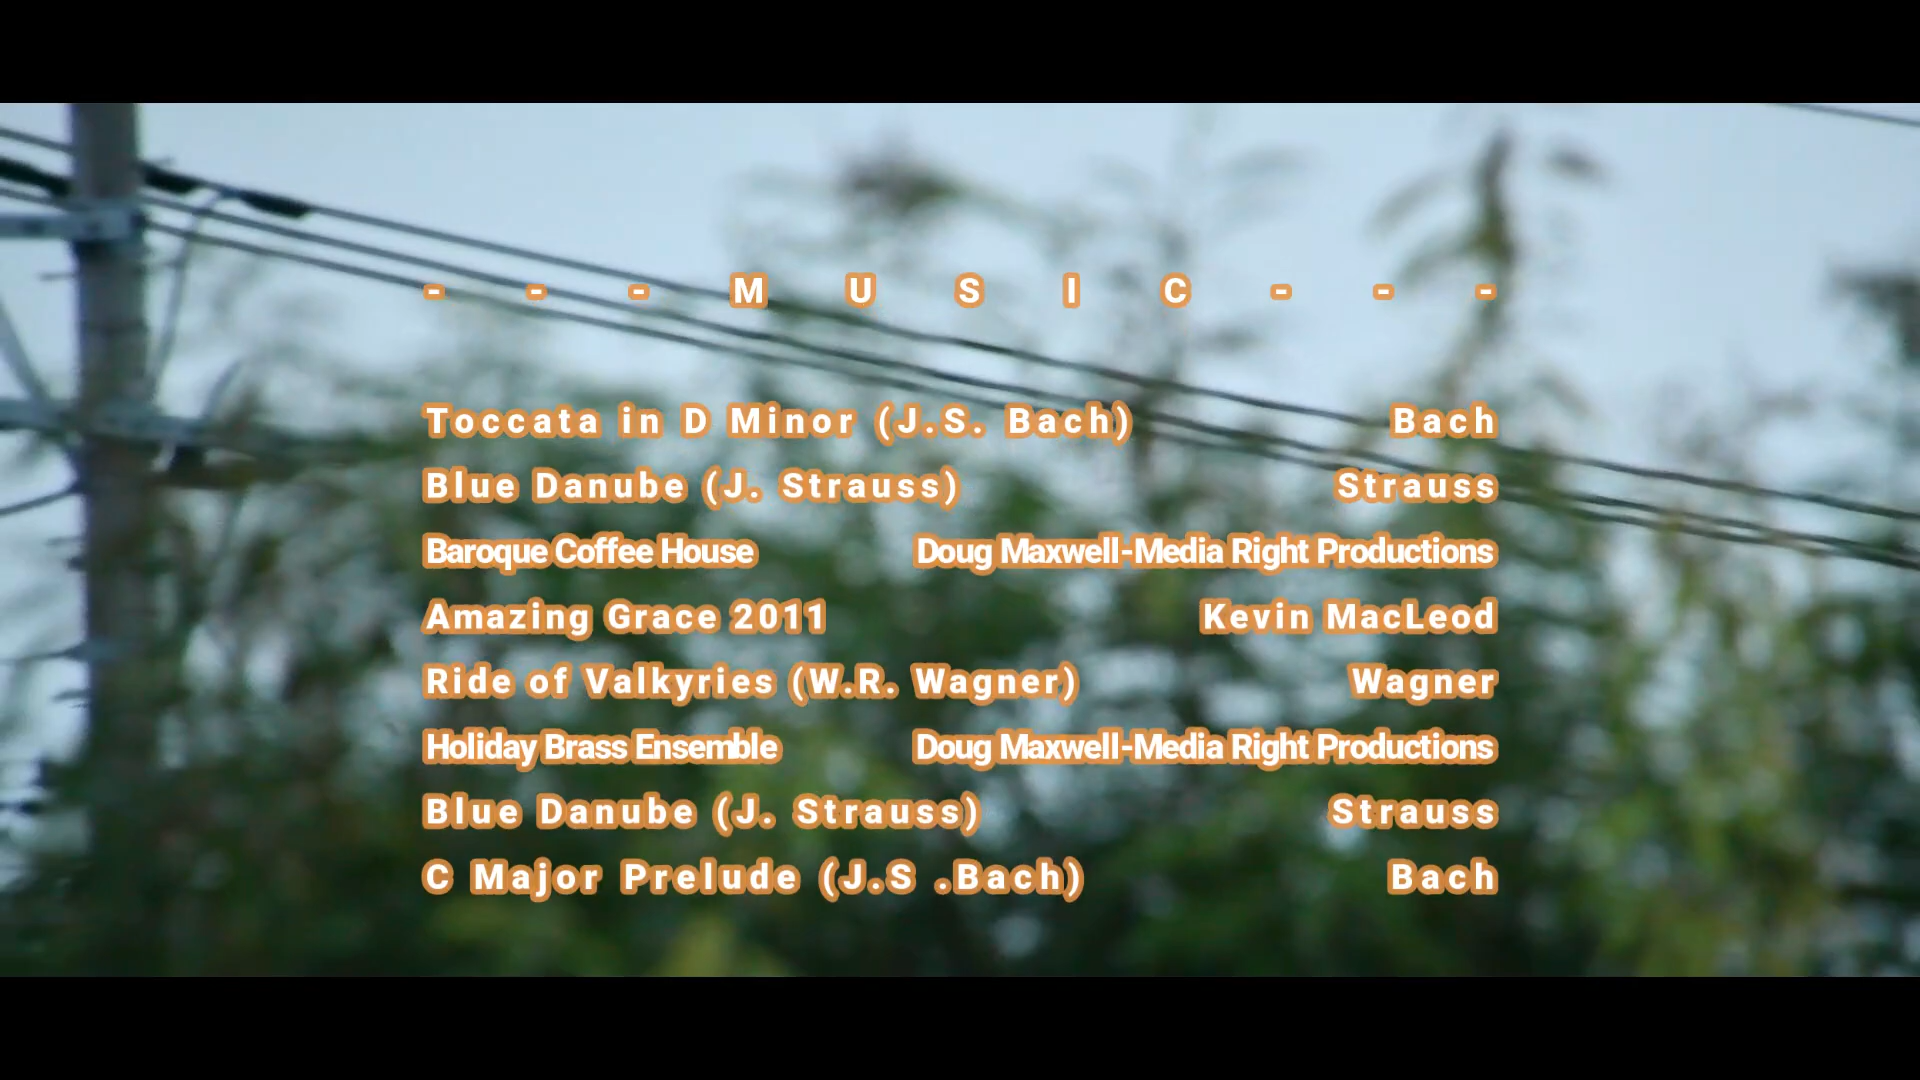 - - - M U S I C - - -
Toccata in D Minor (J.S. Bach) Bach
Blue Danube (J. Strauss) Strauss
Baroque Coffee House Doug Maxwell-Media Right Productions
Amazing Grace 2011 Kevin MacLeod
Ride of Valkyries (W.R. Wagner) Wagner
Holiday Brass Ensemble Doug Maxwell-Media Right Productions
Blue Danube (J. Strauss) Strauss
C Major Prelude (J.S .Bach) Bach